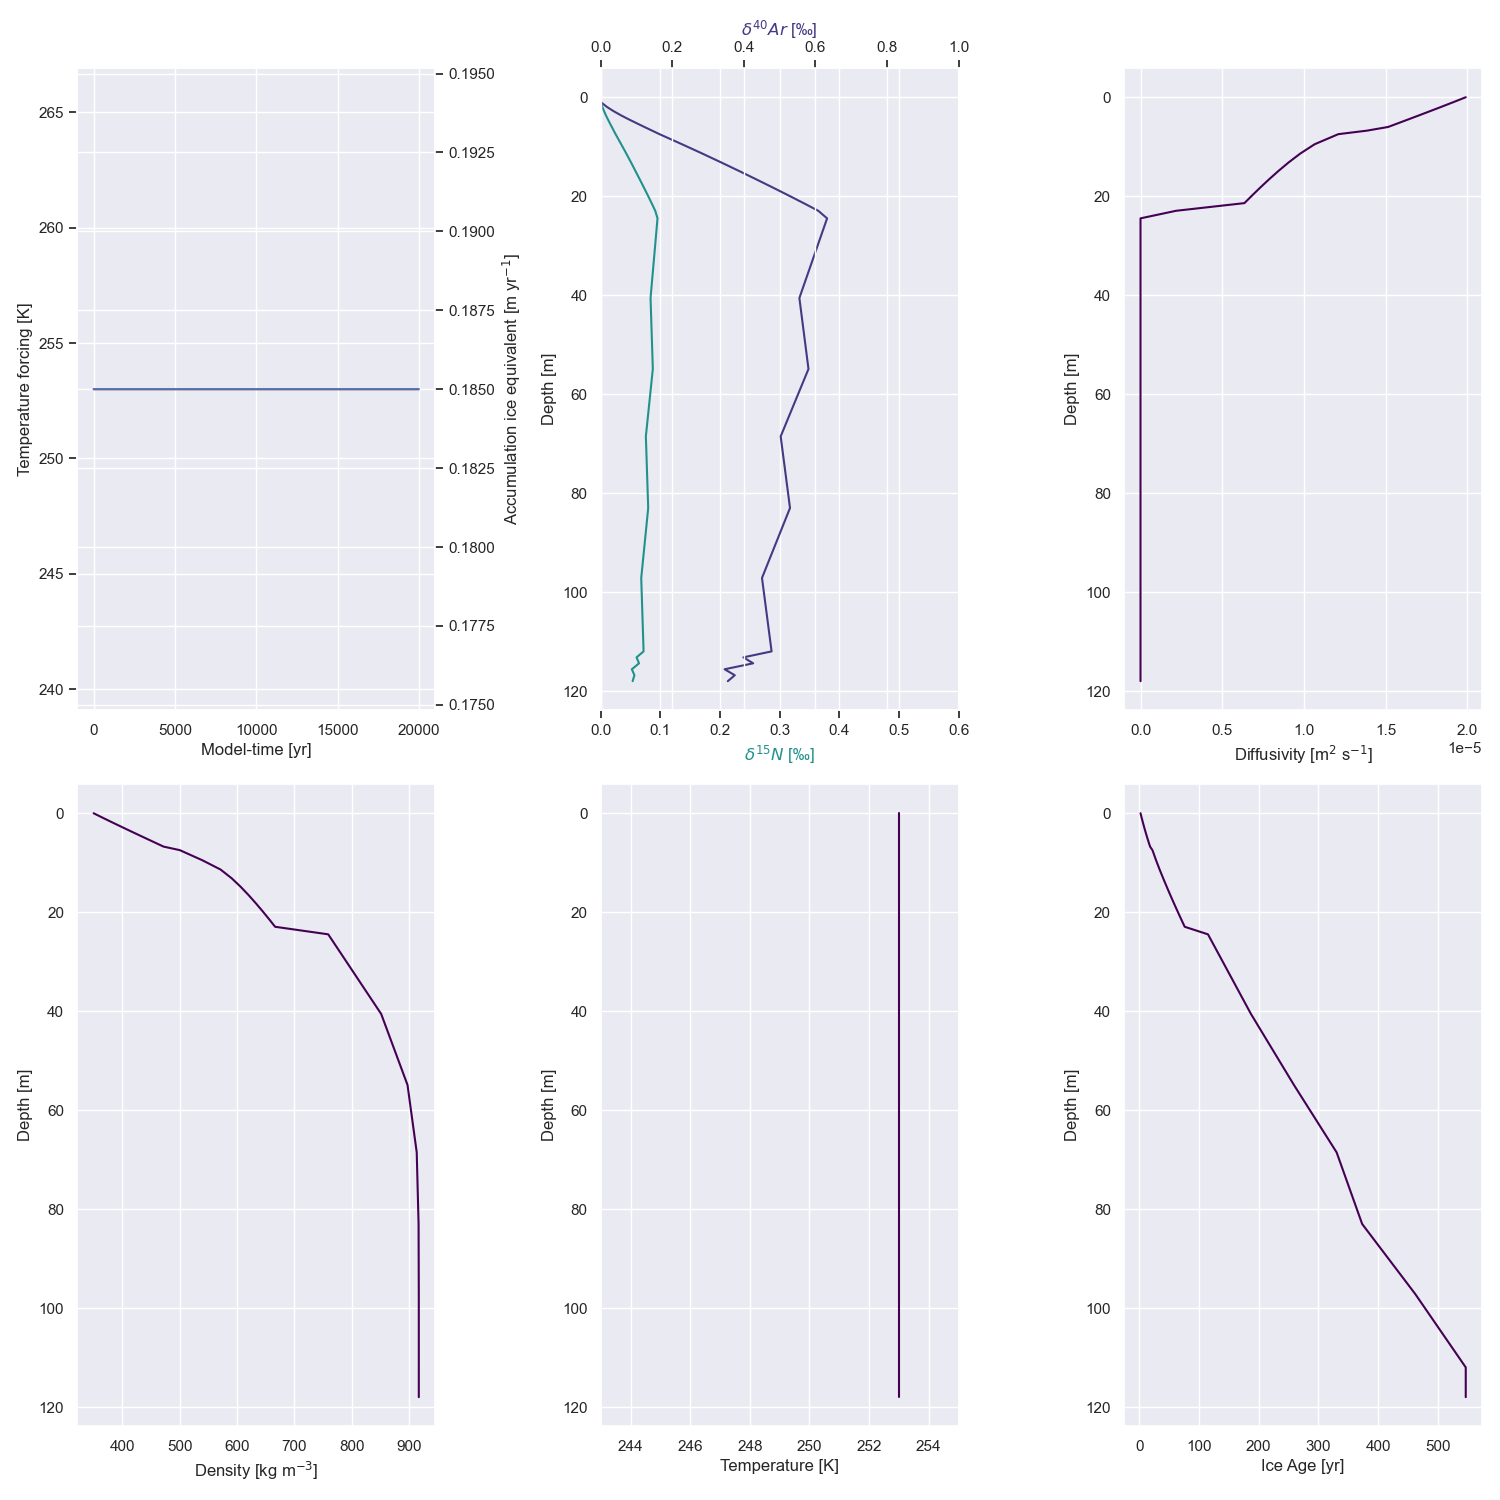 265
260
255
250
245
240
Temperature forcing [K]
0.1950
0.1925
0.1900
0.1875
0.1850
0.1825
0.1800
0.1775
0.1750
Accumulation ice equivalent [m yr⁻¹]
0 5000 10000 15000 20000
Model-time [yr]
δ⁴⁰Ar [‰]
0.0 0.2 0.4 0.6 0.8 1.0
0
20
40
60
80
100
120
Depth [m]
0.0 0.1 0.2 0.3 0.4 0.5 0.6
δ¹⁵N [‰]
0
20
40
60
80
100
120
Depth [m]
0.0 0.5 1.0 1.5 2.0
1e−5
Diffusivity [m² s⁻¹]
0
20
40
60
80
100
120
Depth [m]
400 500 600 700 800 900
Density [kg m⁻³]
0
20
40
60
80
100
120
Depth [m]
244 246 248 250 252 254
Temperature [K]
0
20
40
60
80
100
120
Depth [m]
0 100 200 300 400 500
Ice Age [yr]